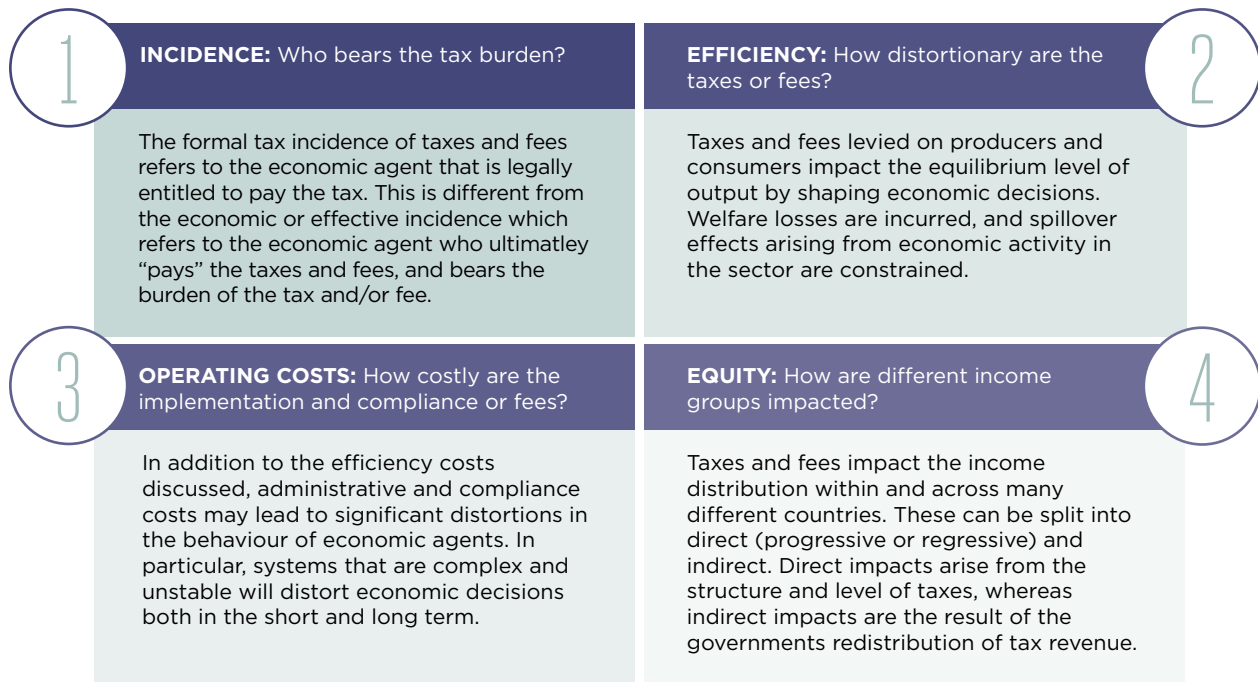 1
INCIDENCE: Who bears the tax burden?
The formal tax incidence of taxes and fees
refers to the economic agent that is legally
entitled to pay the tax. This is different from
the economic or effective incidence which
refers to the economic agent who ultimatley
“pays” the taxes and fees, and bears the
burden of the tax and/or fee.
2
EFFICIENCY: How distortionary are the
taxes or fees?
Taxes and fees levied on producers and
consumers impact the equilibrium level of
output by shaping economic decisions.
Welfare losses are incurred, and spillover
effects arising from economic activity in
the sector are constrained.
3
OPERATING COSTS: How costly are the
implementation and compliance or fees?
In addition to the efficiency costs
discussed, administrative and compliance
costs may lead to significant distortions in
the behaviour of economic agents. In
particular, systems that are complex and
unstable will distort economic decisions
both in the short and long term.
4
EQUITY: How are different income
groups impacted?
Taxes and fees impact the income
distribution within and across many
different countries. These can be split into
direct (progressive or regressive) and
indirect. Direct impacts arise from the
structure and level of taxes, whereas
indirect impacts are the result of the
governments redistribution of tax revenue.